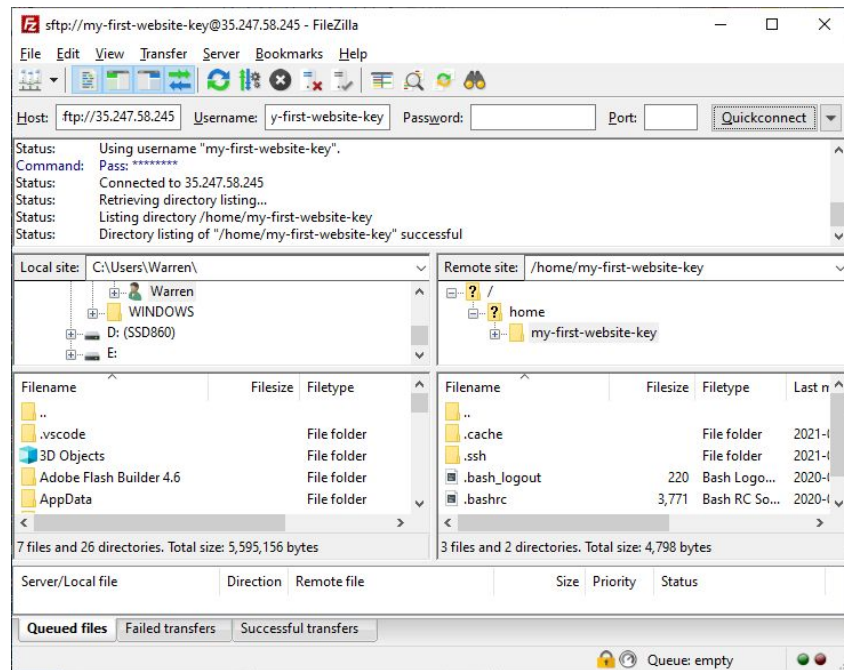 sftp://my-first-website-key@35.247.58.245 - FileZilla
File Edit View Transfer Server Bookmarks Help
Host: ftp://35.247.58.245 Username: y-first-website-key Password: Port: Quickconnect
Status: Using username "my-first-website-key".
Command: Pass: ********
Status: Connected to 35.247.58.245
Status: Retrieving directory listing...
Status: Listing directory /home/my-first-website-key
Status: Directory listing of "/home/my-first-website-key" successful
Local site: C:\Users\Warren\
Warren
WINDOWS
D: (SSD860)
E:
Remote site: /home/my-first-website-key
/
home
my-first-website-key
Filename Filesize Filetype
..
.vscode File folder
3D Objects File folder
Adobe Flash Builder 4.6 File folder
AppData File folder
7 files and 26 directories. Total size: 5,595,156 bytes
Filename Filesize Filetype Last m
..
.cache File folder 2021-0
.ssh File folder 2021-0
.bash_logout 220 Bash Logo... 2020-0
.bashrc 3,771 Bash RC So... 2020-0
3 files and 2 directories. Total size: 4,798 bytes
Server/Local file Direction Remote file Size Priority Status
Queued files Failed transfers Successful transfers
Queue: empty